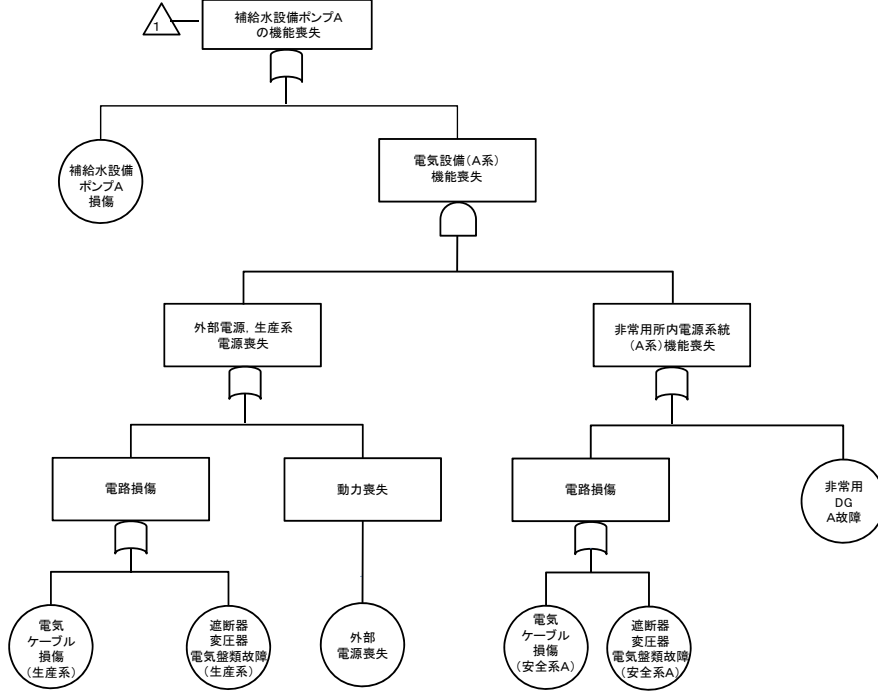 1
補給水設備ポンプA
の機能喪失
補給水設備
ポンプA
損傷
電気設備(A系)
機能喪失
外部電源,生産系
電源喪失
非常用所内電源系統
(A系)機能喪失
電路損傷
動力喪失
電路損傷
非常用
DG
A故障
電気
ケーブル
損傷
(生産系)
遮断器
変圧器
電気盤類故障
(生産系)
外部
電源喪失
電気
ケーブル
損傷
(安全系A)
遮断器
変圧器
電気盤類故障
(安全系A)